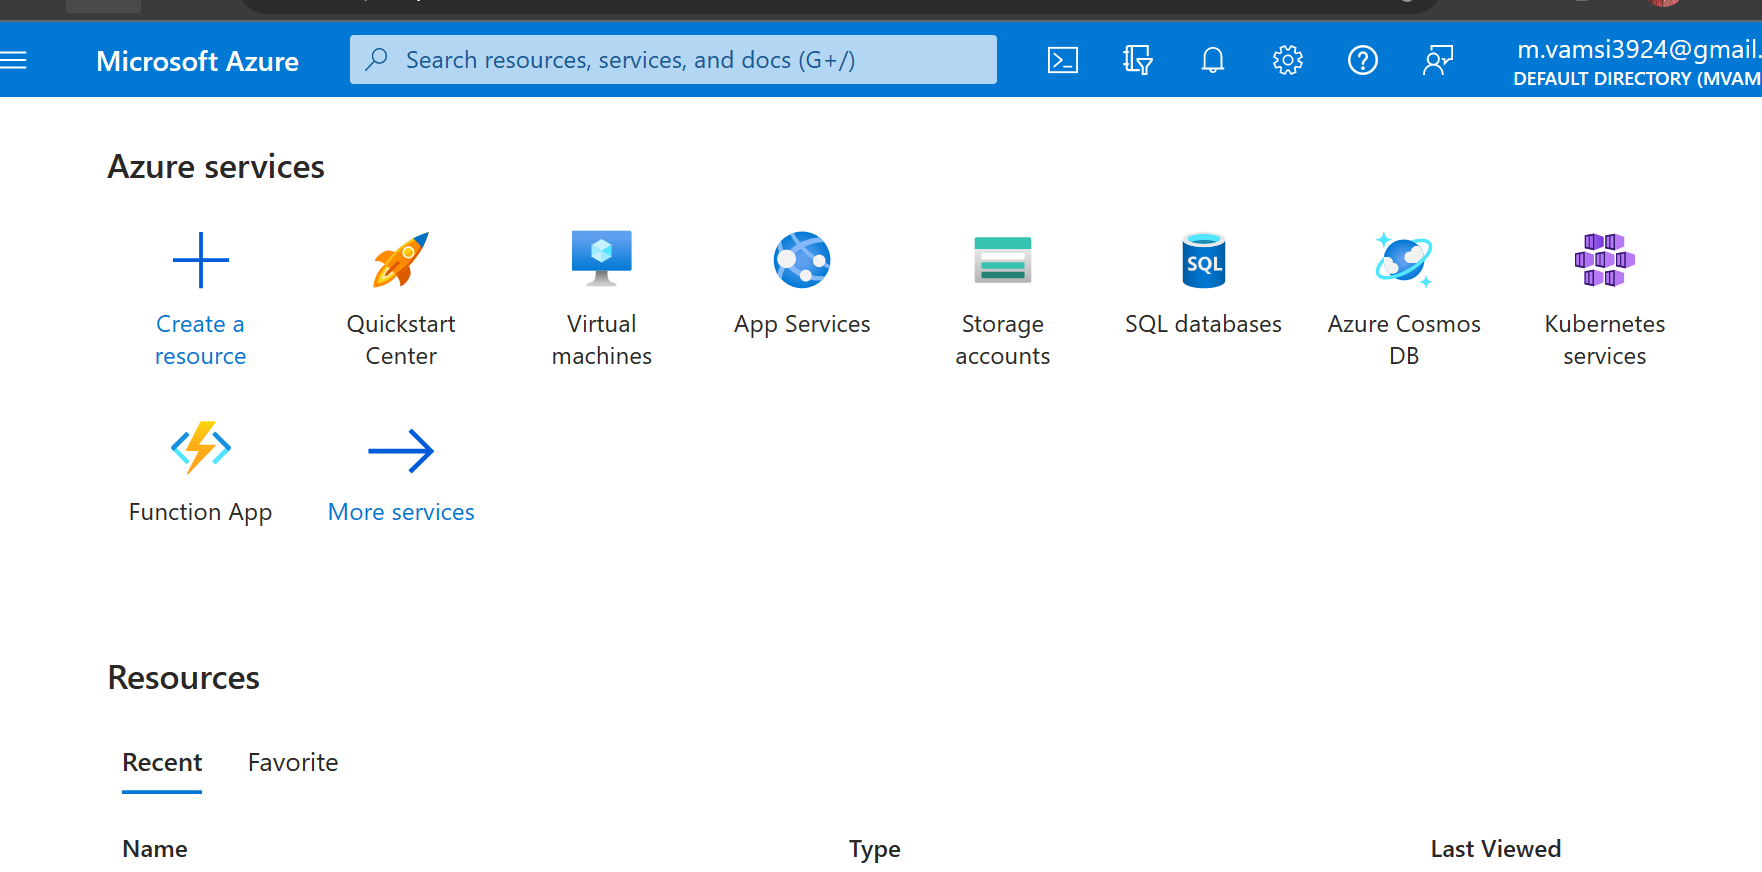 Microsoft Azure
Search resources, services, and docs (G+/)
m.vamsi3924@gmail.
DEFAULT DIRECTORY (MVAM
Azure services
Create a
resource
Quickstart
Center
Virtual
machines
App Services
Storage
accounts
SQL
SQL databases
Azure Cosmos
DB
Kubernetes
services
Function App
More services
Resources
Recent
Favorite
Name
Type
Last Viewed